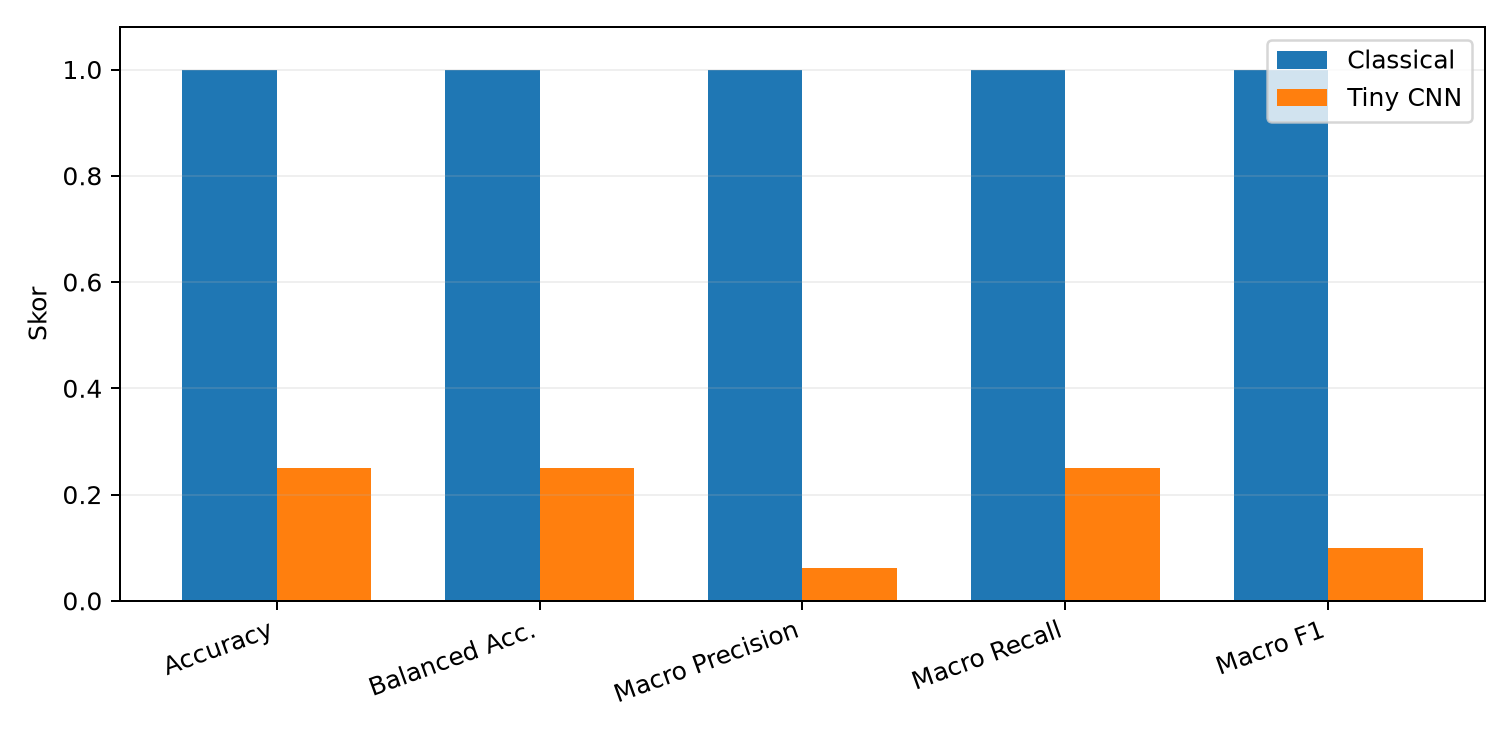 Classical
Tiny CNN
1.0
0.8
0.6
0.4
0.2
0.0
Skor
Accuracy
Balanced Acc.
Macro Precision
Macro Recall
Macro F1